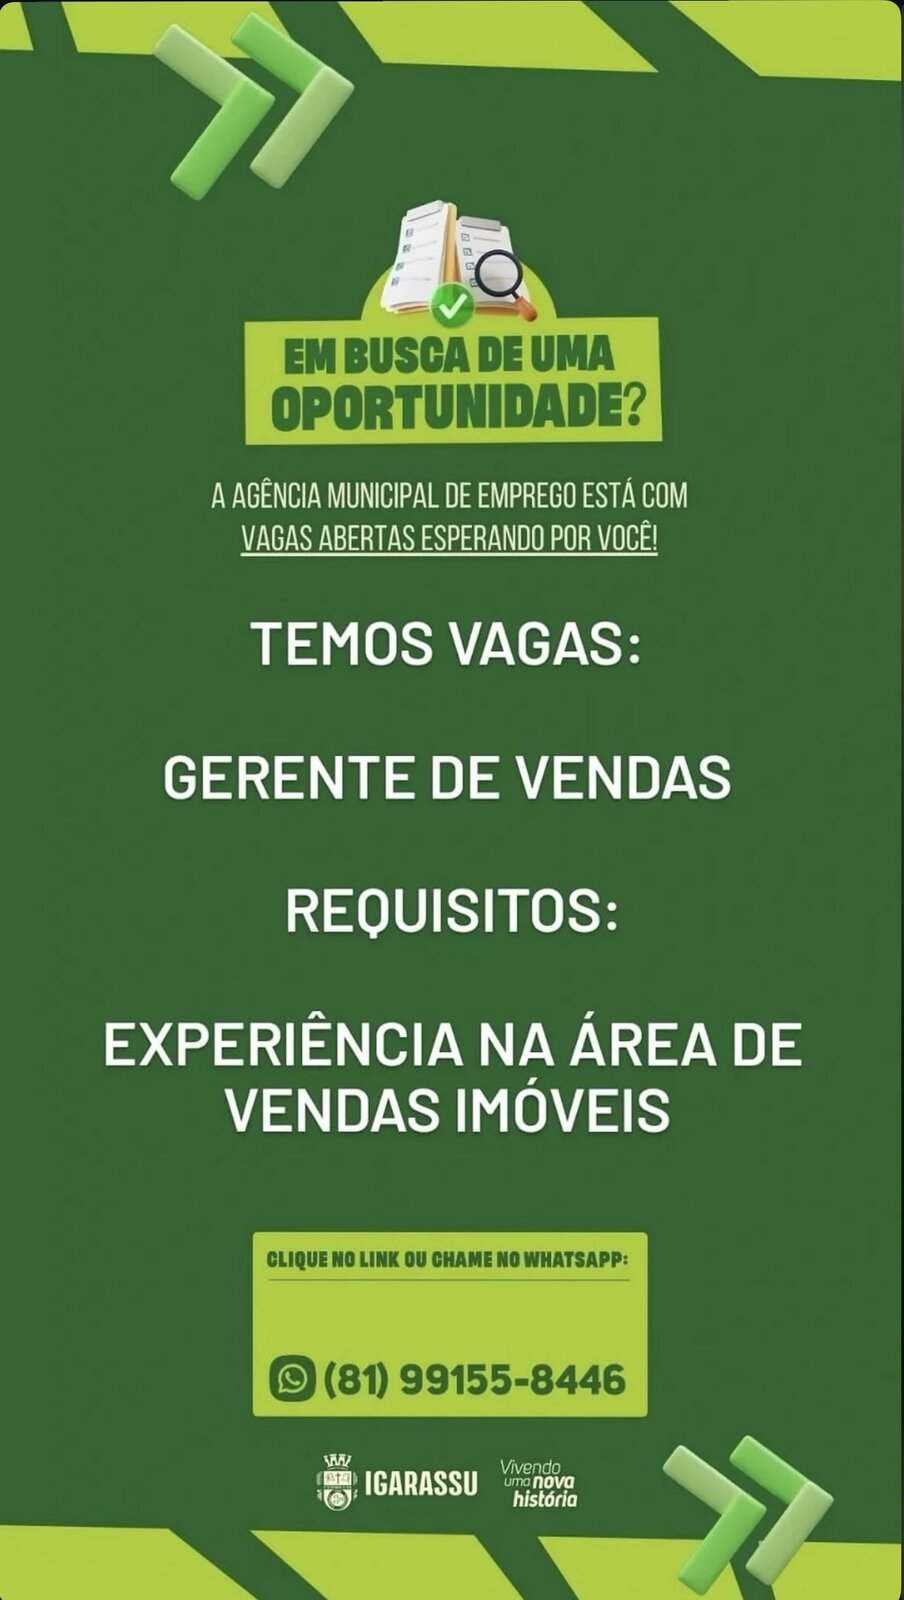 EM BUSCA DE UMA
OPORTUNIDADE?
A AGÊNCIA MUNICIPAL DE EMPREGO ESTÁ COM
VAGAS ABERTAS ESPERANDO POR VOCÊ!
TEMOS VAGAS:
GERENTE DE VENDAS
REQUISITOS:
EXPERIÊNCIA NA ÁREA DE
VENDAS IMÓVEIS
CLIQUE NO LINK OU CHAME NO WHATSAPP:
(81) 99155-8446
IGARASSU
Vivendo
uma nova
história